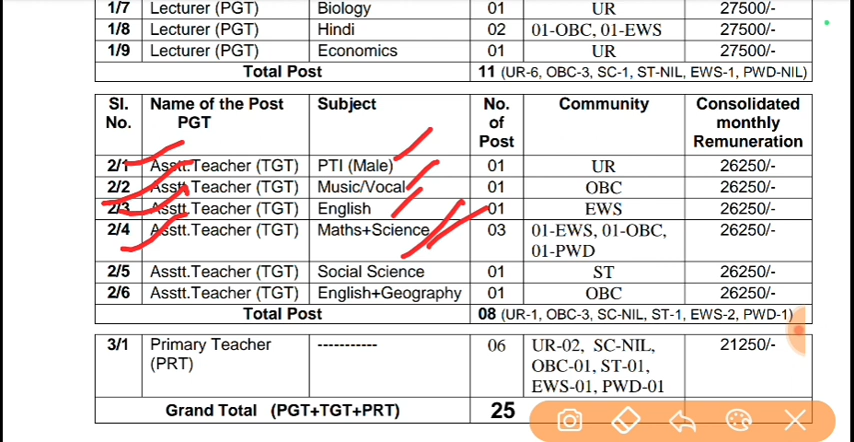 1/7 Lecturer (PGT) Biology 01 UR 27500/-
1/8 Lecturer (PGT) Hindi 02 01-OBC, 01-EWS 27500/-
1/9 Lecturer (PGT) Economics 01 UR 27500/-
Total Post 11 (UR-6, OBC-3, SC-1, ST-NIL, EWS-1, PWD-NIL)
Sl. Name of the Post Subject No. Community Consolidated
No. PGT of monthly
Post Remuneration
2/1 Asstt.Teacher (TGT) PTI (Male) 01 UR 26250/-
2/2 Asstt.Teacher (TGT) Music/Vocal 01 OBC 26250/-
2/3 Asstt.Teacher (TGT) English 01 EWS 26250/-
2/4 Asstt.Teacher (TGT) Maths+Science 03 01-EWS, 01-OBC, 26250/-
01-PWD
2/5 Asstt.Teacher (TGT) Social Science 01 ST 26250/-
2/6 Asstt.Teacher (TGT) English+Geography 01 OBC 26250/-
Total Post 08 (UR-1, OBC-3, SC-NIL, ST-1, EWS-2, PWD-1)
3/1 Primary Teacher ----------- 06 UR-02, SC-NIL, 21250/-
(PRT) OBC-01, ST-01,
EWS-01, PWD-01
Grand Total (PGT+TGT+PRT) 25